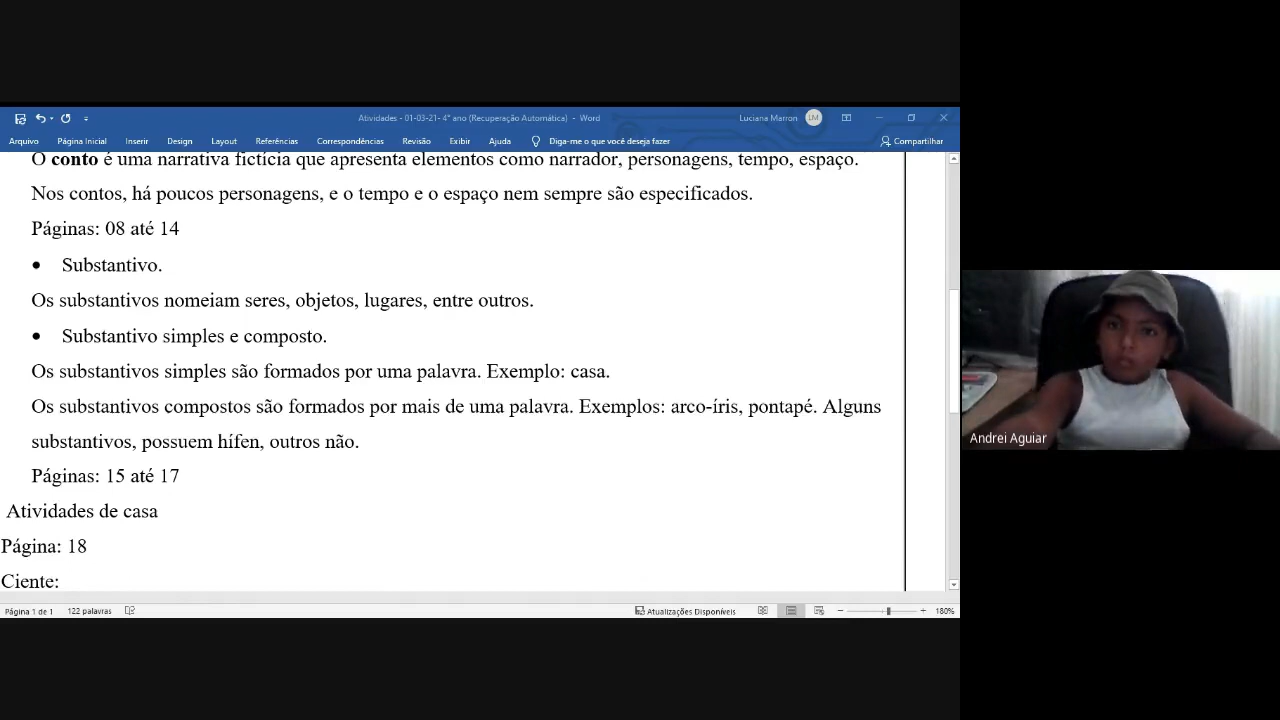 Atividades - 01-03-21- 4° ano (Recuperação Automática) - Word
Luciana Marron
LM
Arquivo Página Inicial Inserir Design Layout Referências Correspondências Revisão Exibir Ajuda Diga-me o que você deseja fazer Compartilhar
O conto é uma narrativa fictícia que apresenta elementos como narrador, personagens, tempo, espaço.
Nos contos, há poucos personagens, e o tempo e o espaço nem sempre são especificados.
Páginas: 08 até 14
• Substantivo.
Os substantivos nomeiam seres, objetos, lugares, entre outros.
• Substantivo simples e composto.
Os substantivos simples são formados por uma palavra. Exemplo: casa.
Os substantivos compostos são formados por mais de uma palavra. Exemplos: arco-íris, pontapé. Alguns
substantivos, possuem hífen, outros não.
Páginas: 15 até 17
Atividades de casa
Página: 18
Ciente:
Página 1 de 1 122 palavras Atualizações Disponíveis 180%
Andrei Aguiar